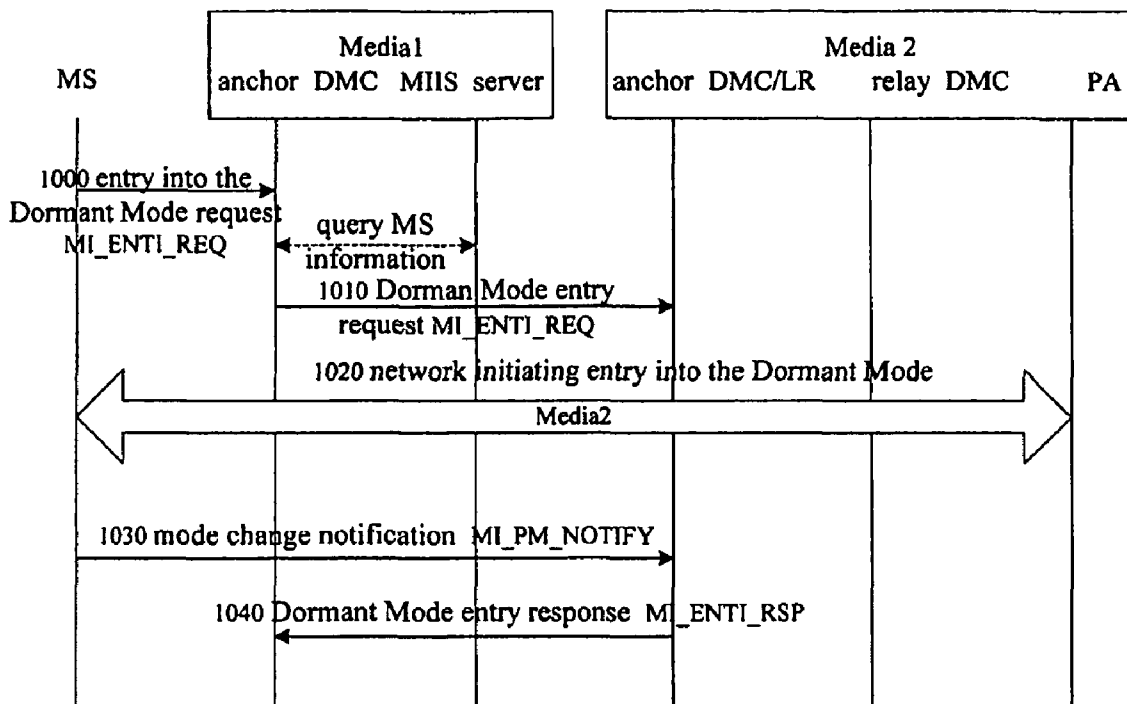 Media1
Media 2
MS
anchor DMC MIIS server
anchor DMC/LR relay DMC PA
1000 entry into the
Dormant Mode request
MI_ENTI_REQ
query MS
information
1010 Dorman Mode entry
request MI_ENTI_REQ
1020 network initiating entry into the Dormant Mode
Media2
1030 mode change notification MI_PM_NOTIFY
1040 Dormant Mode entry response MI_ENTI_RSP